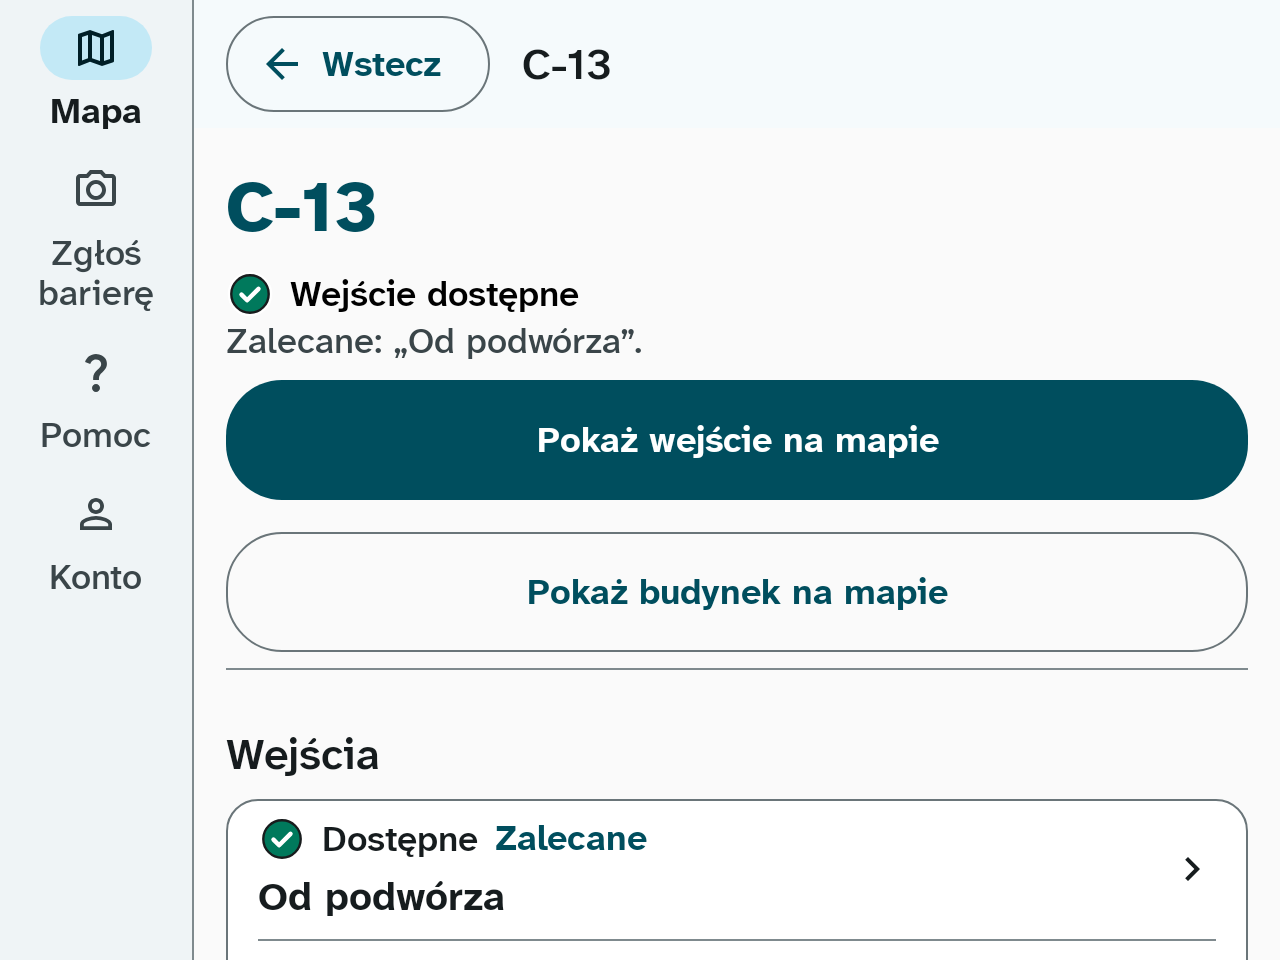 Mapa
Zgłoś
barierę
Pomoc
Konto
Wstecz
C-13
C-13
Wejście dostępne
Zalecane: „Od podwórza”.
Pokaż wejście na mapie
Pokaż budynek na mapie
Wejścia
Dostępne Zalecane
Od podwórza